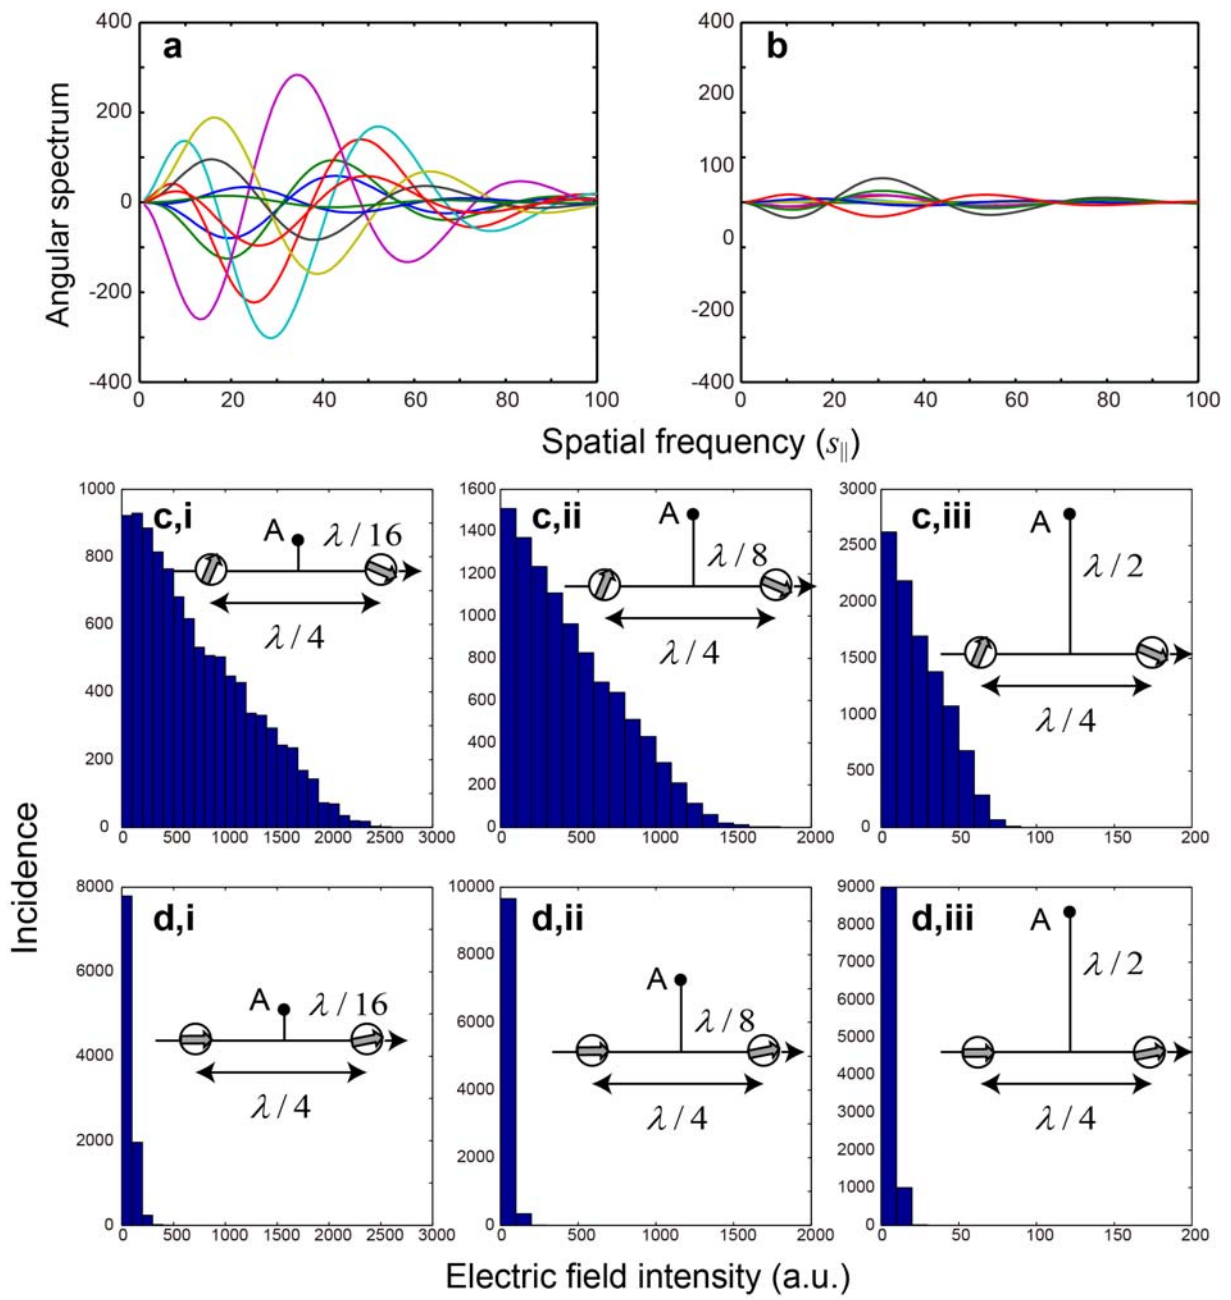 400
200
0
-200
-400
Angular spectrum
a
0 20 40 60 80 100
400
200
100
0
-200
-400
b
0 20 40 60 80 100
Spatial frequency (s||)
1000
800
600
400
200
0
c,i
A λ / 16
λ / 4
0 500 1000 1500 2000 2500 3000
1600
1400
1200
1000
800
600
400
200
0
c,ii
A
λ / 8
λ / 4
0 500 1000 1500 2000
3000
2500
2000
1500
1000
500
0
c,iii
A
λ / 2
λ / 4
0 50 100 150 200
Incidence
8000
6000
4000
2000
0
d,i
A λ / 16
λ / 4
0 500 1000 1500 2000 2500 3000
10000
8000
6000
4000
2000
0
d,ii
A
λ / 8
λ / 4
0 500 1000 1500 2000
9000
8000
7000
6000
5000
4000
3000
2000
1000
0
d,iii
A
λ / 2
λ / 4
0 50 100 150 200
Electric field intensity (a.u.)